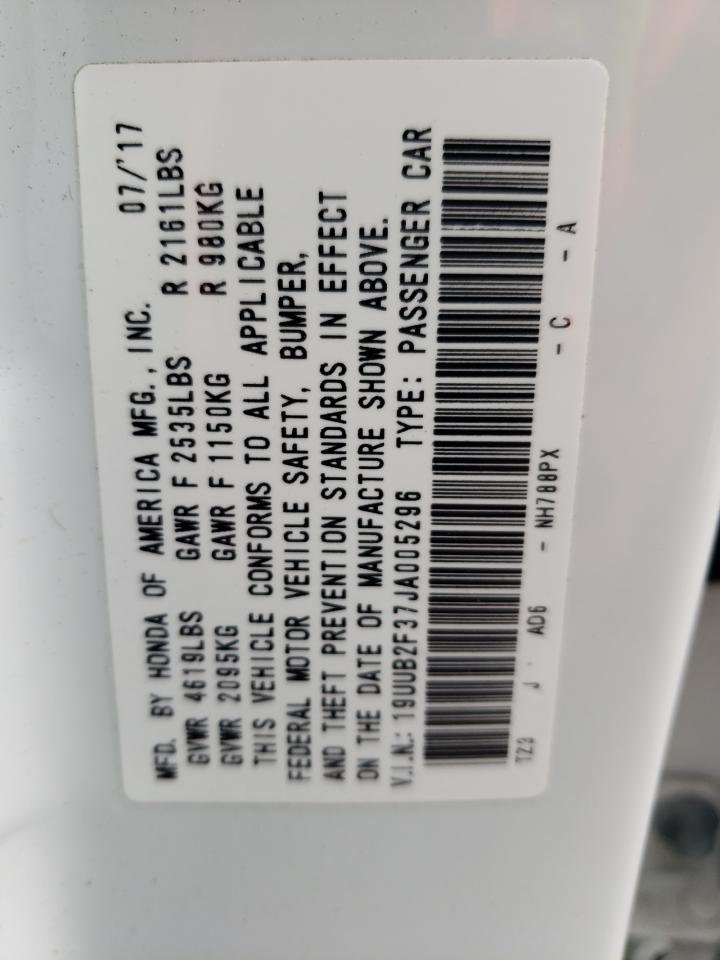 MFD. BY HONDA OF AMERICA MFG., INC. 07/'17
GVWR 4619LBS GAWR F 2535LBS R 2161LBS
GVWR 2095KG GAWR F 1150KG R 980KG
THIS VEHICLE CONFORMS TO ALL APPLICABLE
FEDERAL MOTOR VEHICLE SAFETY, BUMPER,
AND THEFT PREVENTION STANDARDS IN EFFECT
ON THE DATE OF MANUFACTURE SHOWN ABOVE.
V.I.N.: 19UUB2F37JA005296 TYPE: PASSENGER CAR
TZ3 J AD6 - NH788PX - C - A